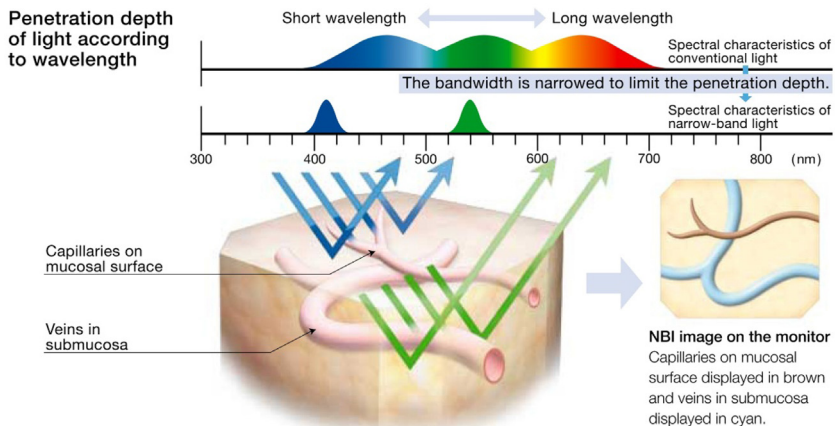 Penetration depth
of light according
to wavelength
Short wavelength
Long wavelength
Spectral characteristics of
conventional light
The bandwidth is narrowed to limit the penetration depth.
Spectral characteristics of
narrow-band light
300 400 500 600 700 800 (nm)
Capillaries on
mucosal surface
Veins in
submucosa
NBI image on the monitor
Capillaries on mucosal
surface displayed in brown
and veins in submucosa
displayed in cyan.